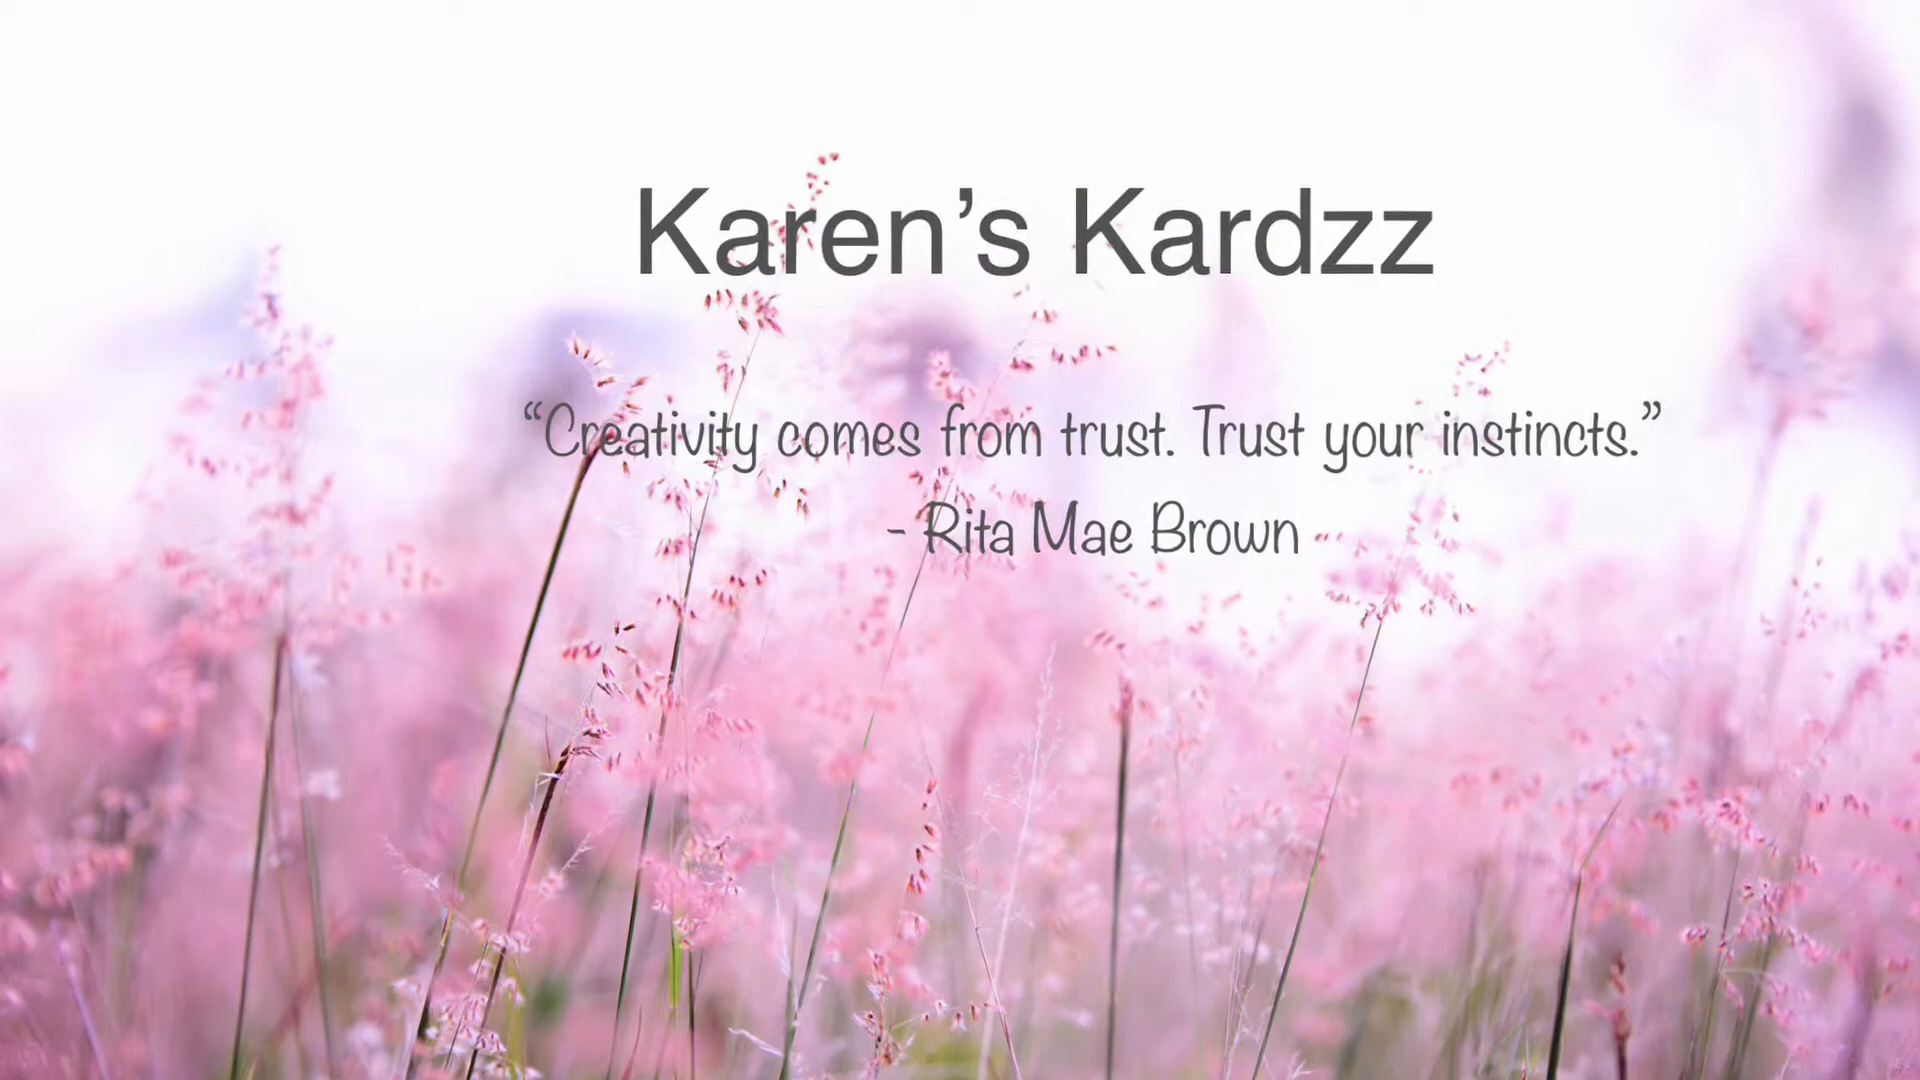 Karen’s Kardzz
“Creativity comes from trust. Trust your instincts.”
- Rita Mae Brown